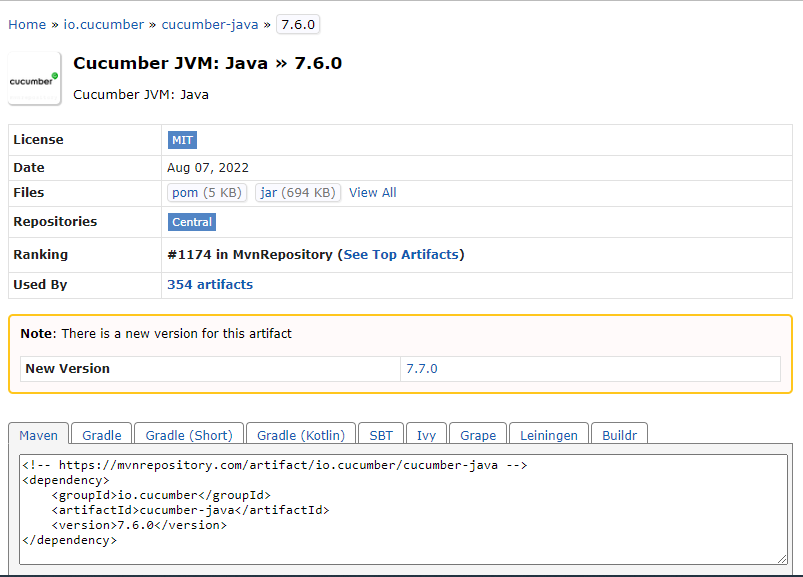 Home » io.cucumber » cucumber-java » 7.6.0
cucumber
Cucumber JVM: Java » 7.6.0
Cucumber JVM: Java
License MIT
Date Aug 07, 2022
Files pom (5 KB) jar (694 KB) View All
Repositories Central
Ranking #1174 in MvnRepository (See Top Artifacts)
Used By 354 artifacts
Note: There is a new version for this artifact
New Version 7.7.0
Maven Gradle Gradle (Short) Gradle (Kotlin) SBT Ivy Grape Leiningen Buildr
<!-- https://mvnrepository.com/artifact/io.cucumber/cucumber-java -->
<dependency>
    <groupId>io.cucumber</groupId>
    <artifactId>cucumber-java</artifactId>
    <version>7.6.0</version>
</dependency>